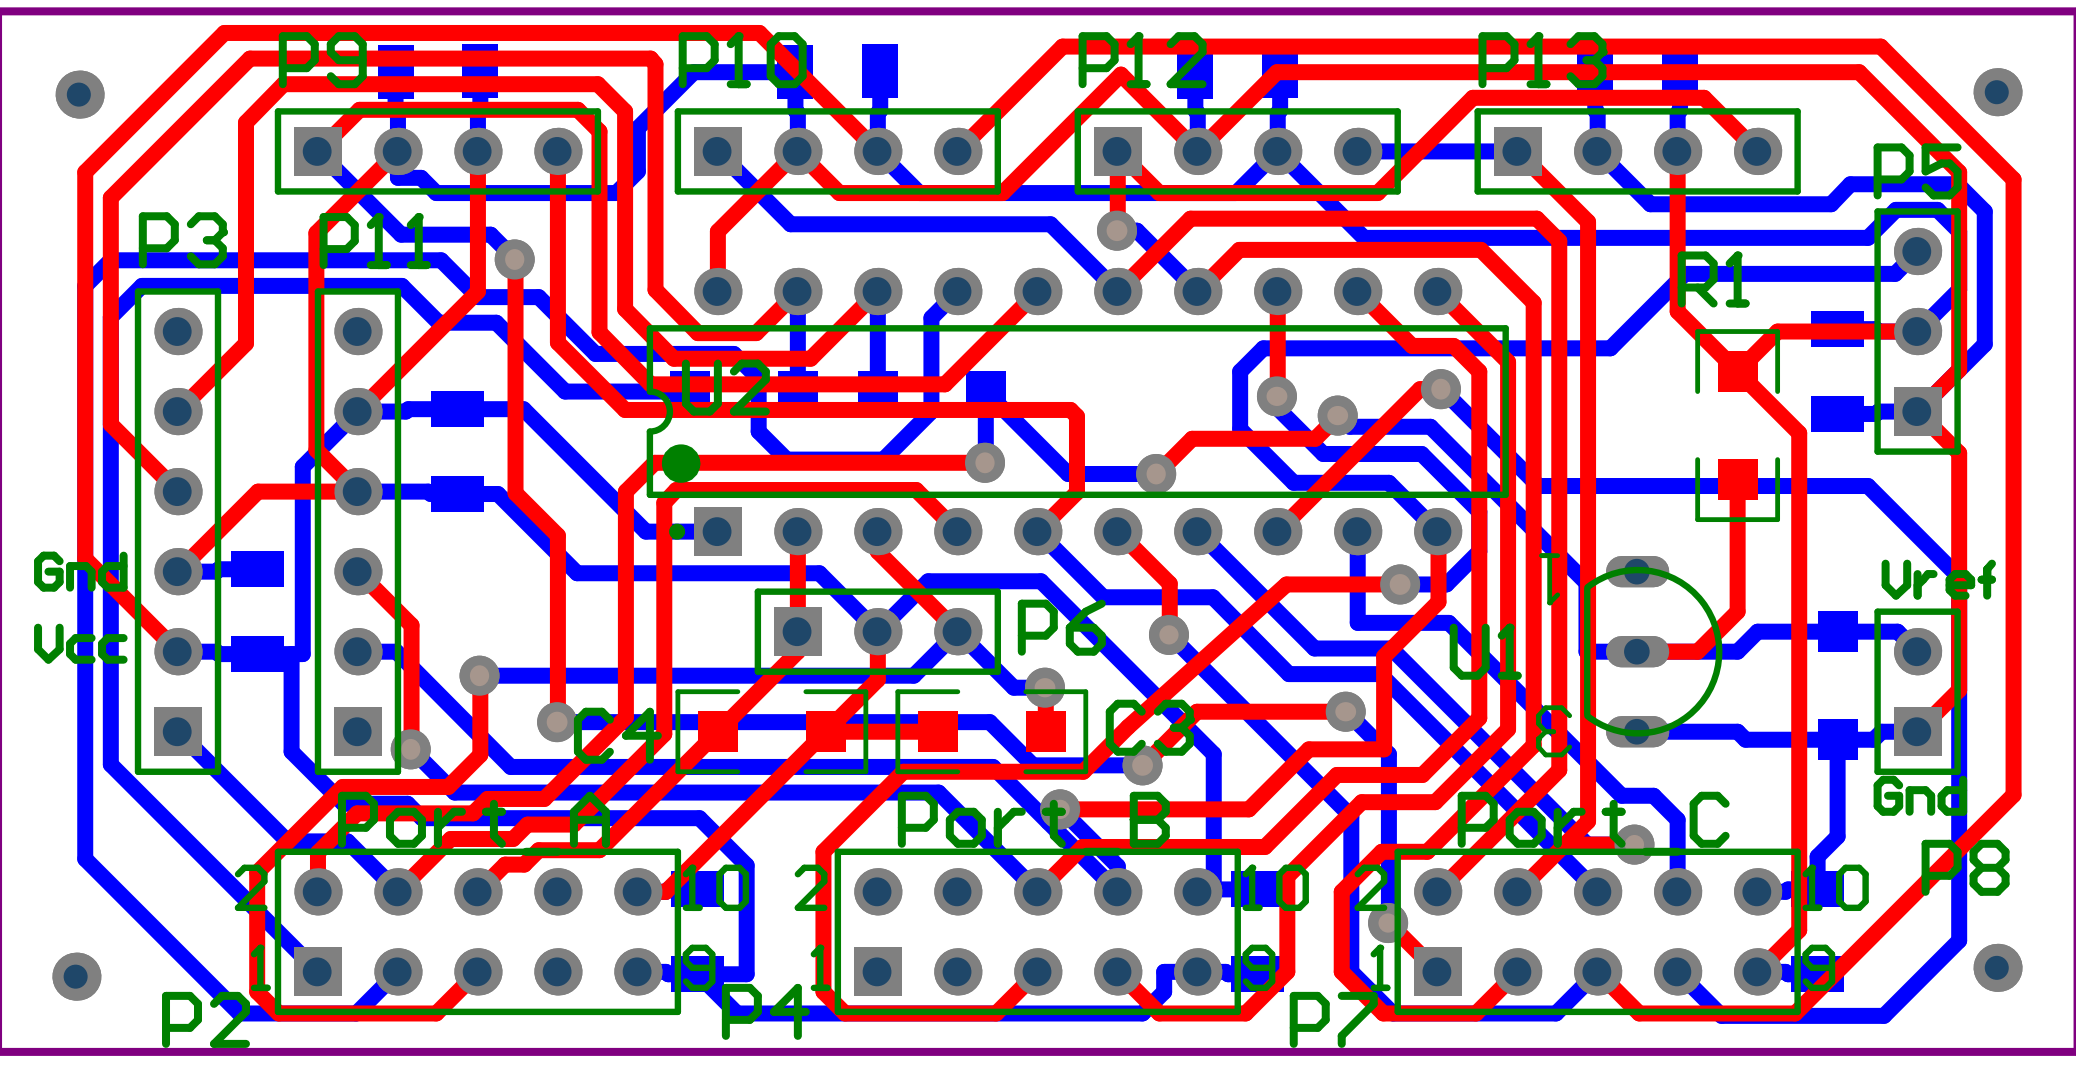 P9 P10 P12 P13
P5
P3 P11
R1
U2
1
Gnd Vref
Vcc P6 U1
C4 C3 8
Gnd
Port A Port B Port C
P8
2 10 2 10 2 10
1 9 1 9 1 9
P2 P4 P7